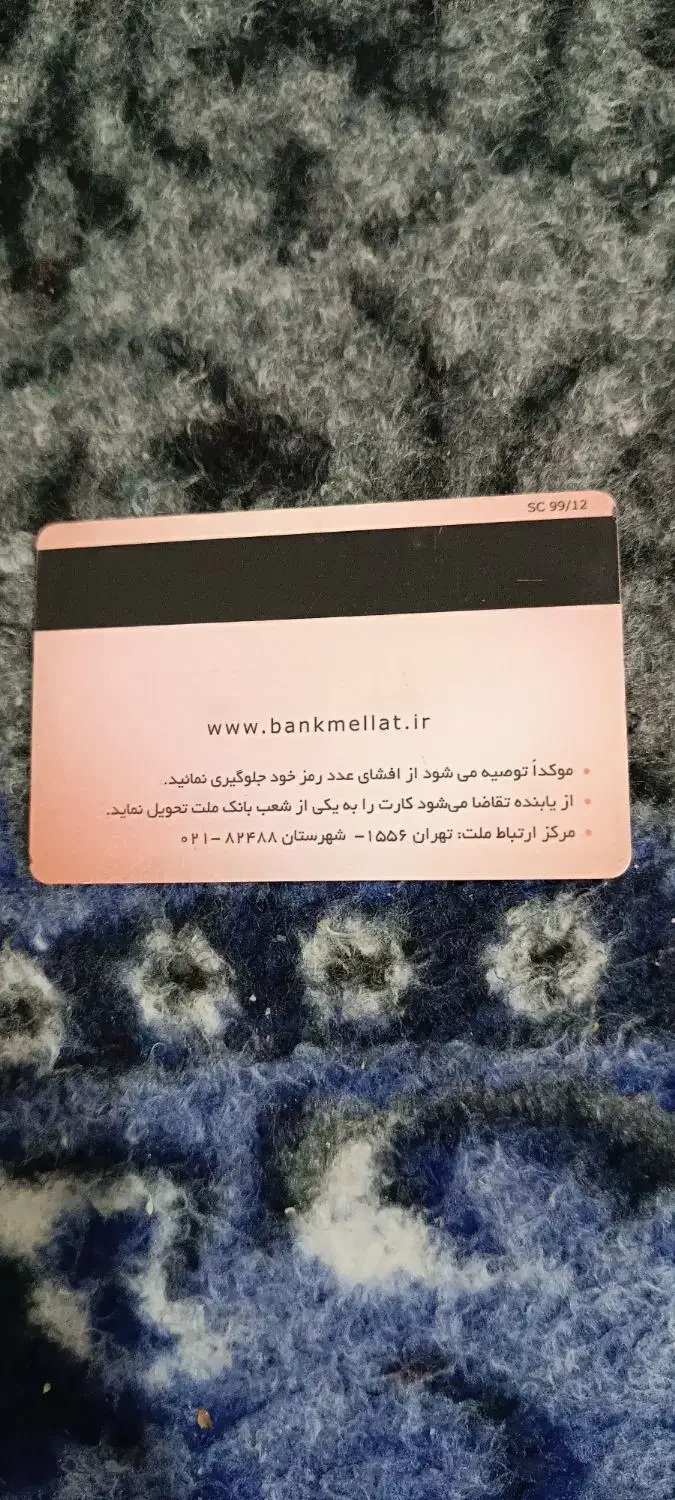 SC 99/12
www.bankmellat.ir
• موکداً توصیه می شود از افشای عدد رمز خود جلوگیری نمائید.
• از یابنده تقاضا می‌شود کارت را به یکی از شعب بانک ملت تحویل نماید.
• مرکز ارتباط ملت: تهران ۱۵۵۶- شهرستان ۸۲۴۸۸-۰۲۱